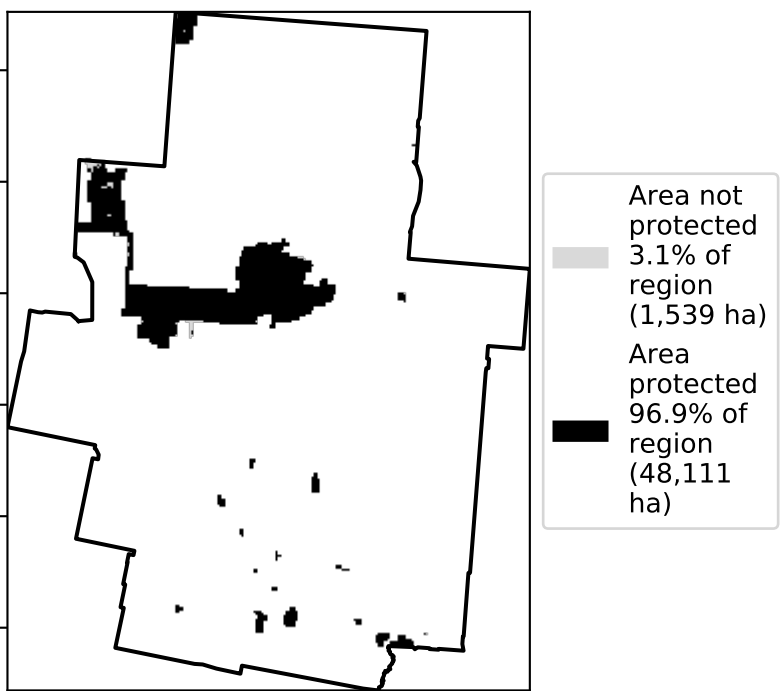 Area not
protected
3.1% of
region
(1,539 ha)
Area
protected
96.9% of
region
(48,111
ha)